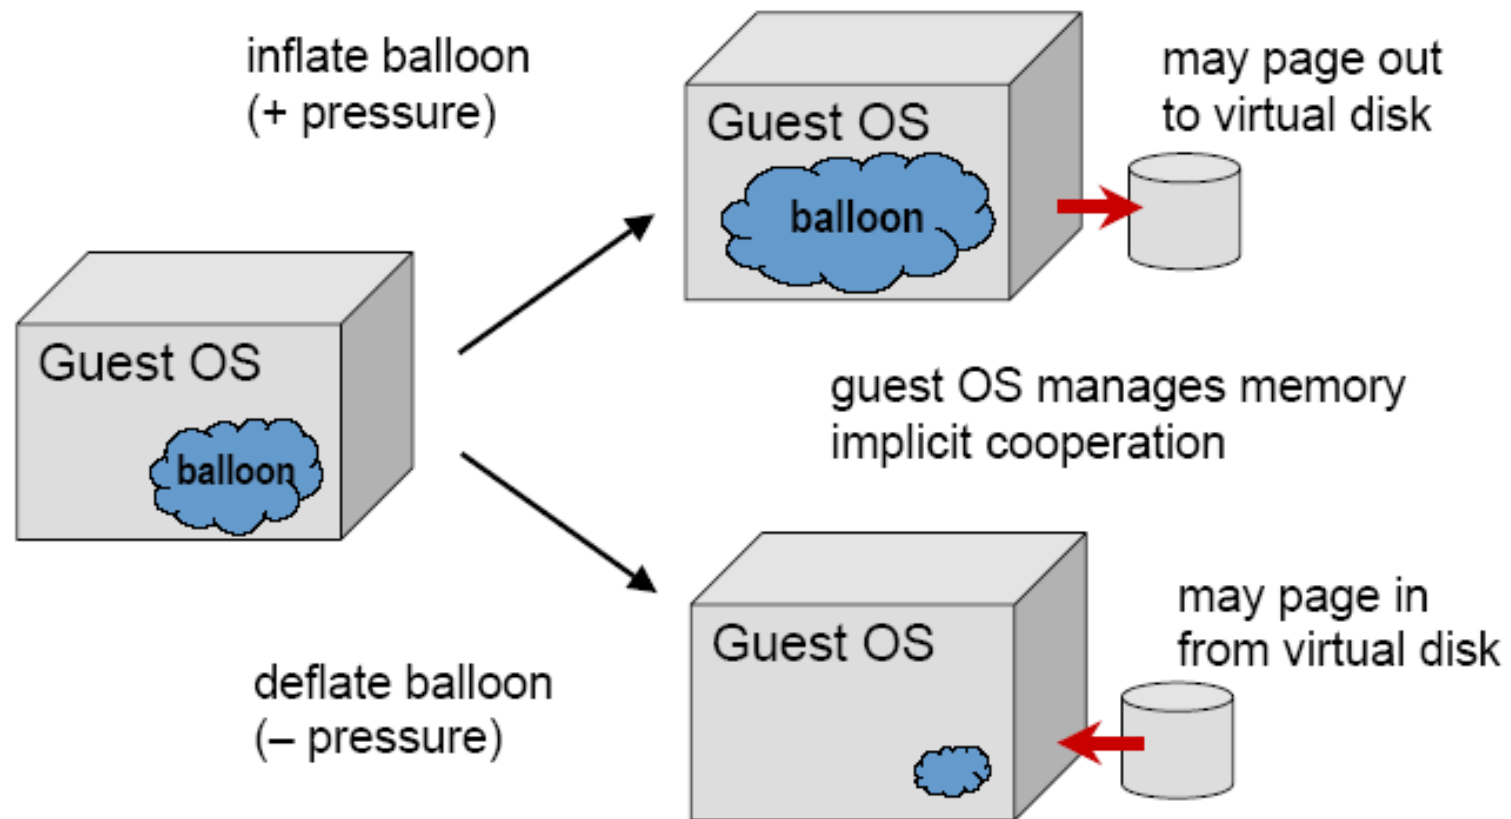 inflate balloon
(+ pressure)
Guest OS
balloon
may page out
to virtual disk
Guest OS
balloon
guest OS manages memory
implicit cooperation
deflate balloon
(– pressure)
Guest OS
may page in
from virtual disk